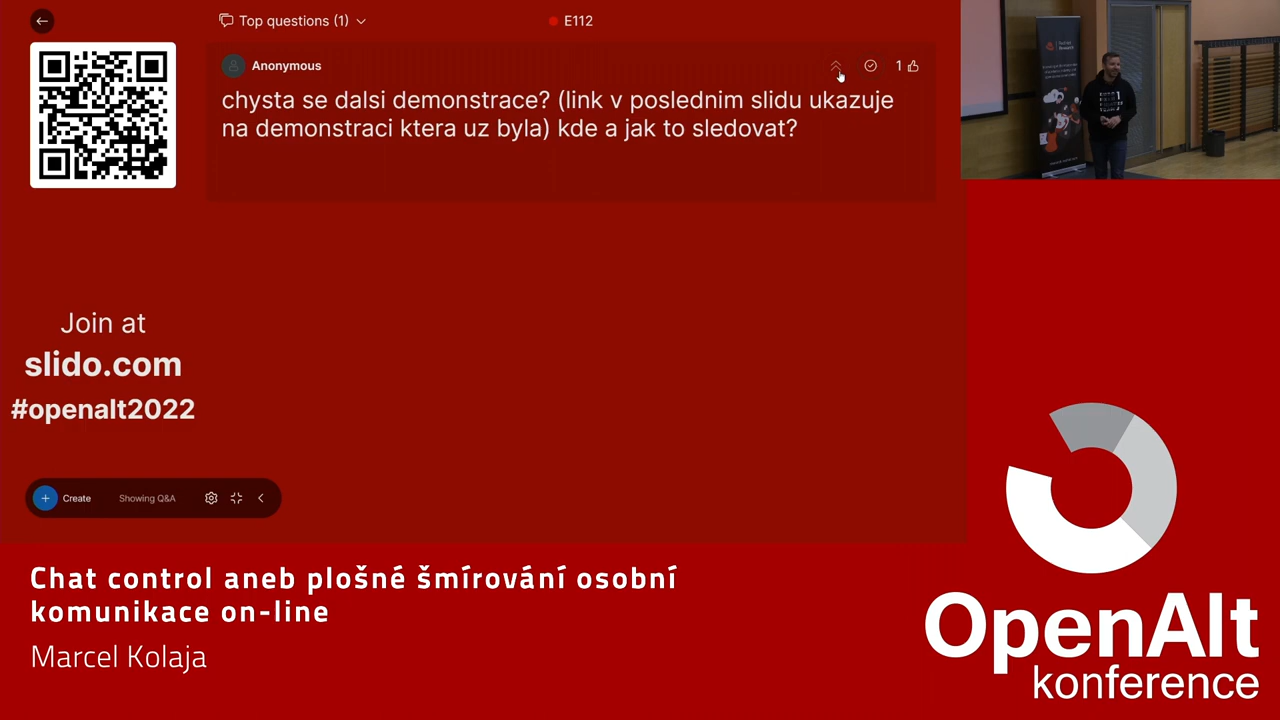 Top questions (1)
E112
Anonymous
1
chysta se dalsi demonstrace? (link v poslednim slidu ukazuje
na demonstraci ktera uz byla) kde a jak to sledovat?
Join at
slido.com
#openalt2022
Create
Showing Q&A
Chat control aneb plošné šmírování osobní
komunikace on-line
Marcel Kolaja
OpenAlt
konference